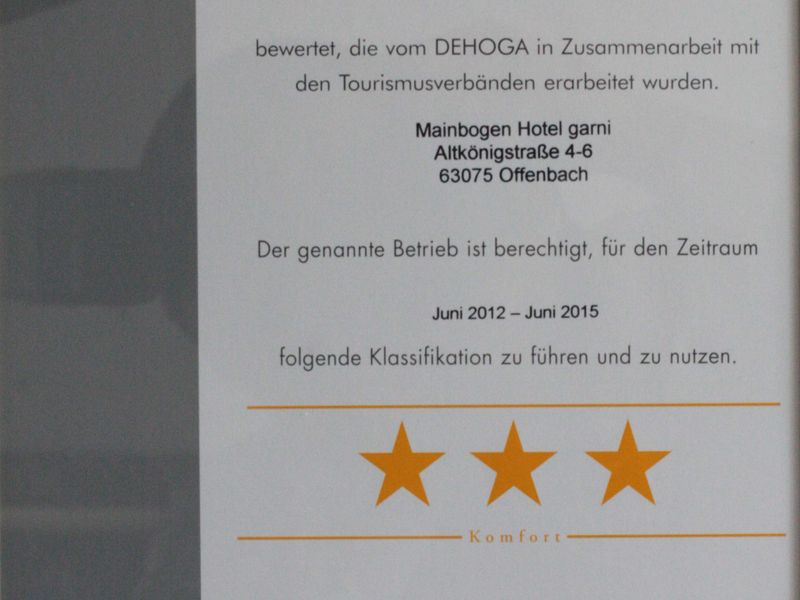 bewertet, die vom DEHOGA in Zusammenarbeit mit
den Tourismusverbänden erarbeitet wurden.
Mainbogen Hotel garni
Altkönigstraße 4-6
63075 Offenbach
Der genannte Betrieb ist berechtigt, für den Zeitraum
Juni 2012 – Juni 2015
folgende Klassifikation zu führen und zu nutzen.
Komfort